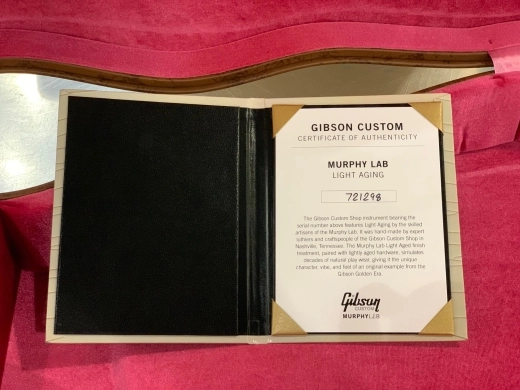 GIBSON CUSTOM
CERTIFICATE OF AUTHENTICITY
MURPHY LAB
LIGHT AGING
721298
The Gibson Custom Shop instrument bearing the
serial number above features Light Aging by the skilled
artisans of the Murphy Lab. It was hand-made by expert
luthiers and craftspeople of the Gibson Custom Shop in
Nashville, Tennessee. The Murphy Lab Light Aged finish
treatment, paired with lightly aged hardware, simulates
decades of natural play wear, giving it the unique
character, vibe, and feel of an original example from the
Gibson Golden Era.
Gibson
CUSTOM
MURPHY LAB